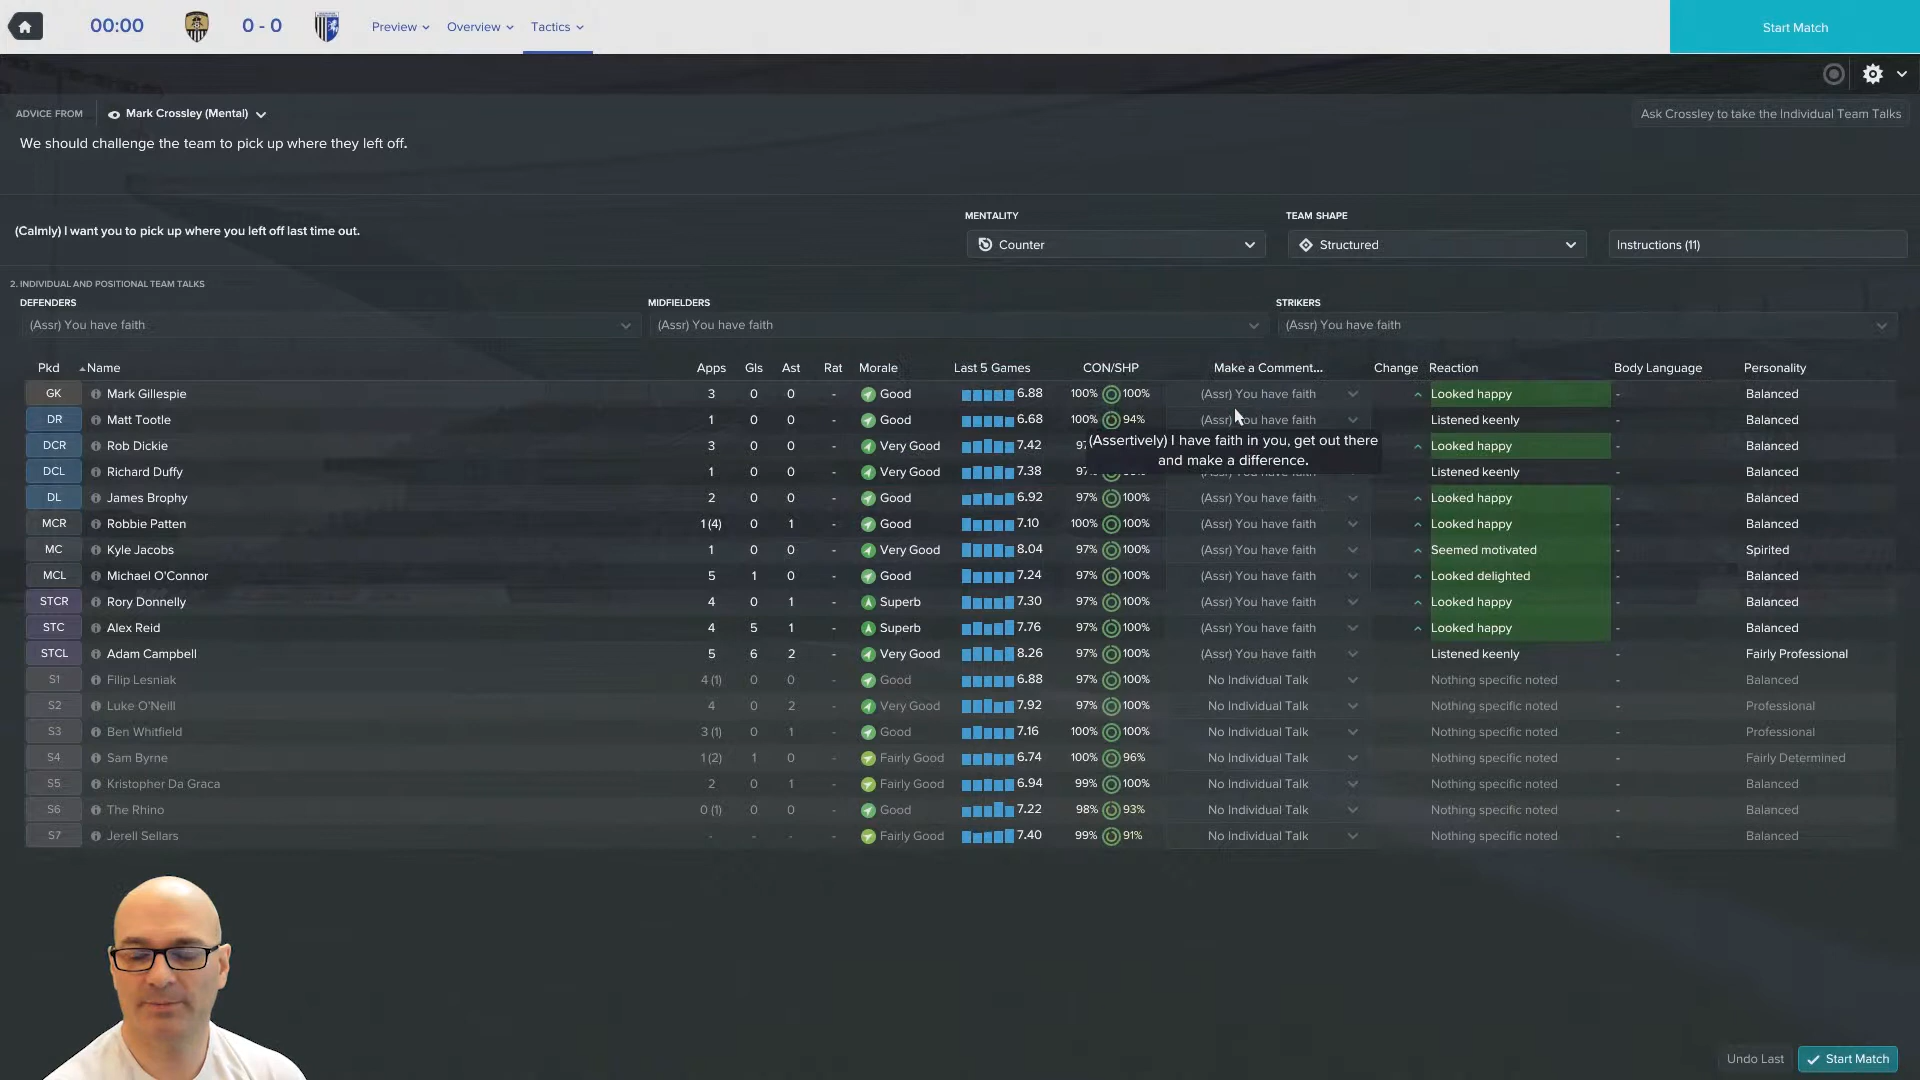 00:00 0 - 0 Preview Overview Tactics Start Match
ADVICE FROM Mark Crossley (Mental) Ask Crossley to take the Individual Team Talks
We should challenge the team to pick up where they left off.
MENTALITY TEAM SHAPE
(Calmly) I want you to pick up where you left off last time out. Counter Structured Instructions (11)
2. INDIVIDUAL AND POSITIONAL TEAM TALKS
DEFENDERS MIDFIELDERS STRIKERS
(Assr) You have faith (Assr) You have faith (Assr) You have faith
Pkd Name Apps Gls Ast Rat Morale Last 5 Games CON/SHP Make a Comment... Change Reaction Body Language Personality
GK Mark Gillespie 3 0 0 - Good 6.88 100% 100% (Assr) You have faith Looked happy - Balanced
DR Matt Tootle 1 0 0 - Good 6.68 100% 94% (Assr) You have faith Listened keenly - Balanced
DCR Rob Dickie 3 0 0 - Very Good 7.42 (Assertively) I have faith in you, get out there Looked happy - Balanced
and make a difference.
DCL Richard Duffy 1 0 0 - Very Good 7.38 Listened keenly - Balanced
DL James Brophy 2 0 0 - Good 6.92 97% 100% (Assr) You have faith Looked happy - Balanced
MCR Robbie Patten 1 (4) 0 1 - Good 7.10 100% 100% (Assr) You have faith Looked happy - Balanced
MC Kyle Jacobs 1 0 0 - Very Good 8.04 97% 100% (Assr) You have faith Seemed motivated - Spirited
MCL Michael O'Connor 5 1 0 - Good 7.24 97% 100% (Assr) You have faith Looked delighted - Balanced
STCR Rory Donnelly 4 0 1 - Superb 7.30 97% 100% (Assr) You have faith Looked happy - Balanced
STC Alex Reid 4 5 1 - Superb 7.76 97% 100% (Assr) You have faith Looked happy - Balanced
STCL Adam Campbell 5 6 2 - Very Good 8.26 97% 100% (Assr) You have faith Listened keenly - Fairly Professional
S1 Filip Lesniak 4 (1) 0 0 - Good 6.88 97% 100% No Individual Talk Nothing specific noted - Balanced
S2 Luke O'Neill 4 0 2 - Very Good 7.92 97% 100% No Individual Talk Nothing specific noted - Professional
S3 Ben Whitfield 3 (1) 0 1 - Good 7.16 100% 100% No Individual Talk Nothing specific noted - Professional
S4 Sam Byrne 1 (2) 1 0 - Fairly Good 6.74 100% 96% No Individual Talk Nothing specific noted - Fairly Determined
S5 Kristopher Da Graca 2 0 1 - Fairly Good 6.94 99% 100% No Individual Talk Nothing specific noted - Balanced
S6 The Rhino 0 (1) 0 0 - Good 7.22 98% 93% No Individual Talk Nothing specific noted - Balanced
S7 Jerell Sellars - - - - Fairly Good 7.40 99% 91% No Individual Talk Nothing specific noted - Balanced
Undo Last Start Match